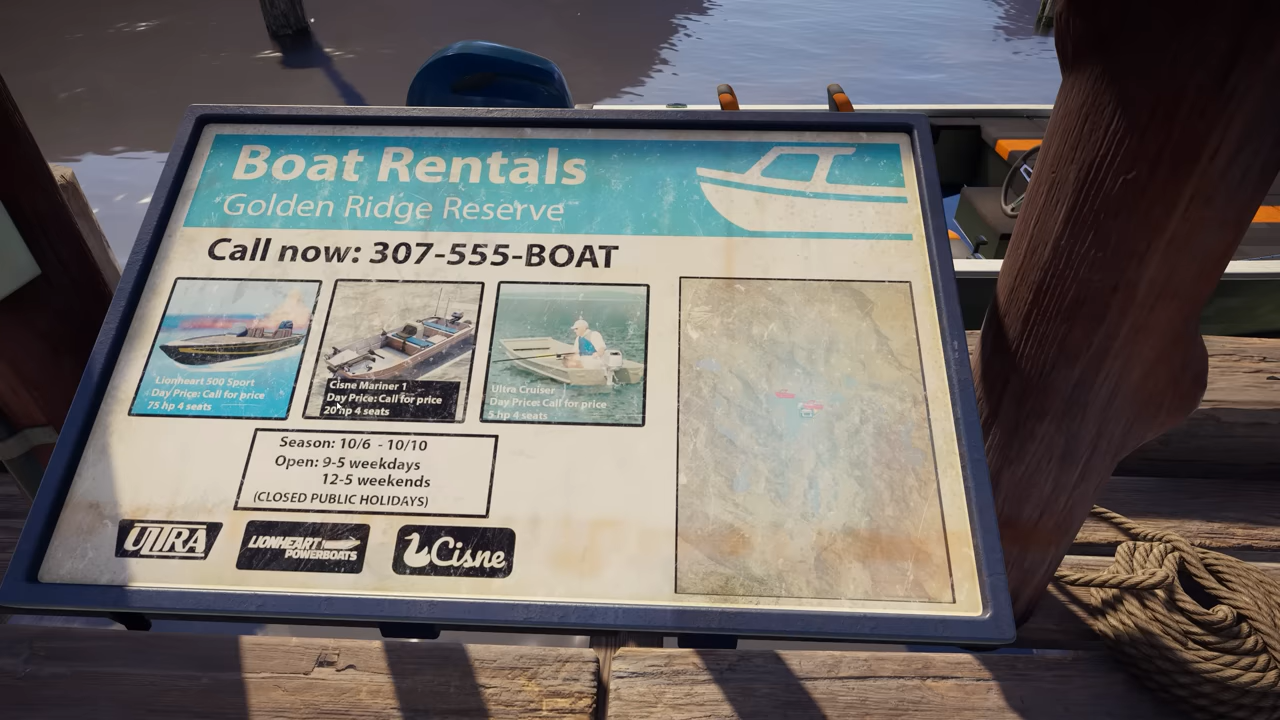 Boat Rentals
Golden Ridge Reserve
Call now: 307-555-BOAT
Lionheart 500 Sport
Day Price: Call for price
75 hp 4 seats
Cisne Mariner 1
Day Price: Call for price
20 hp 4 seats
Ultra Cruiser
Day Price: Call for price
5 hp 4 seats
Season: 10/6 - 10/10
Open: 9-5 weekdays
12-5 weekends
(CLOSED PUBLIC HOLIDAYS)
ULTRA
LIONHEART
POWERBOATS
Cisne